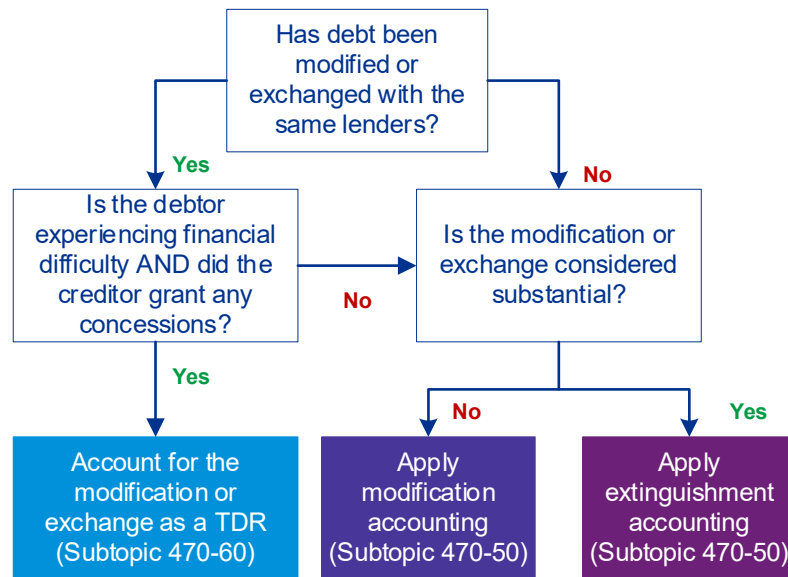 Has debt been
modified or
exchanged with the
same lenders?
Yes
No
Is the debtor
experiencing financial
difficulty AND did the
creditor grant any
concessions?
No
Is the modification or
exchange considered
substantial?
Yes
No
Yes
Account for the
modification or
exchange as a TDR
(Subtopic 470-60)
Apply
modification
accounting
(Subtopic 470-50)
Apply
extinguishment
accounting
(Subtopic 470-50)